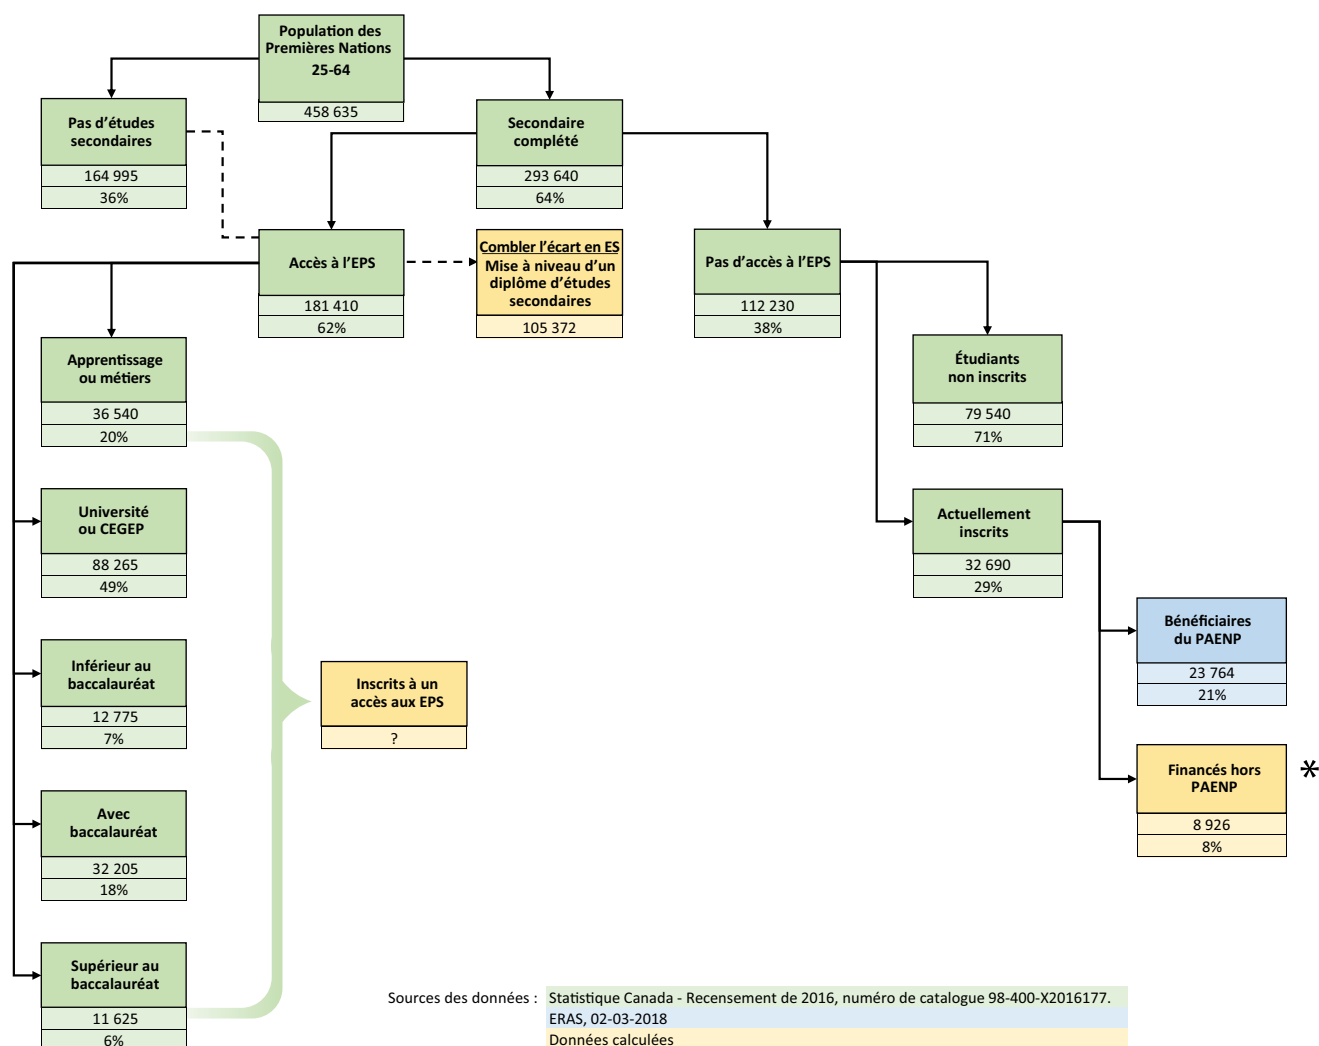 Population des
Premières Nations
25-64
458 635
Pas d'études
secondaires
164 995
36%
Secondaire
complété
293 640
64%
Accès à l'EPS
181 410
62%
Combler l'écart en ES
Mise à niveau d'un
diplôme d'études
secondaires
105 372
Pas d'accès à l'EPS
112 230
38%
Apprentissage
ou métiers
36 540
20%
Étudiants
non inscrits
79 540
71%
Université
ou CEGEP
88 265
49%
Actuellement
inscrits
32 690
29%
Bénéficiaires
du PAENP
23 764
21%
Inférieur au
baccalauréat
12 775
7%
Inscrits à un
accès aux EPS
?
Financés hors
PAENP
*
8 926
8%
Avec
baccalauréat
32 205
18%
Supérieur au
baccalauréat
11 625
6%
Sources des données : Statistique Canada - Recensement de 2016, numéro de catalogue 98-400-X2016177.
ERAS, 02-03-2018
Données calculées